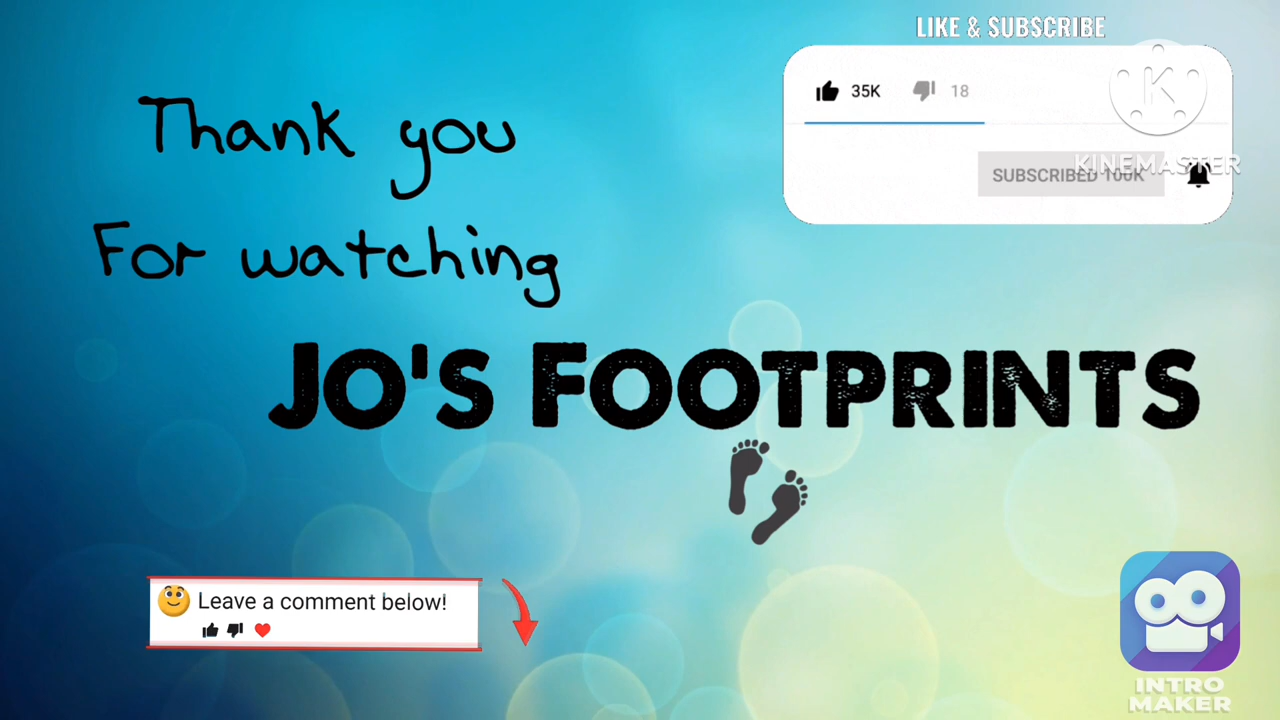 LIKE & SUBSCRIBE
35K 18
KINEMASTER
SUBSCRIBED 100K
Thank you
For watching
JO'S FOOTPRINTS
Leave a comment below!
INTRO
MAKER